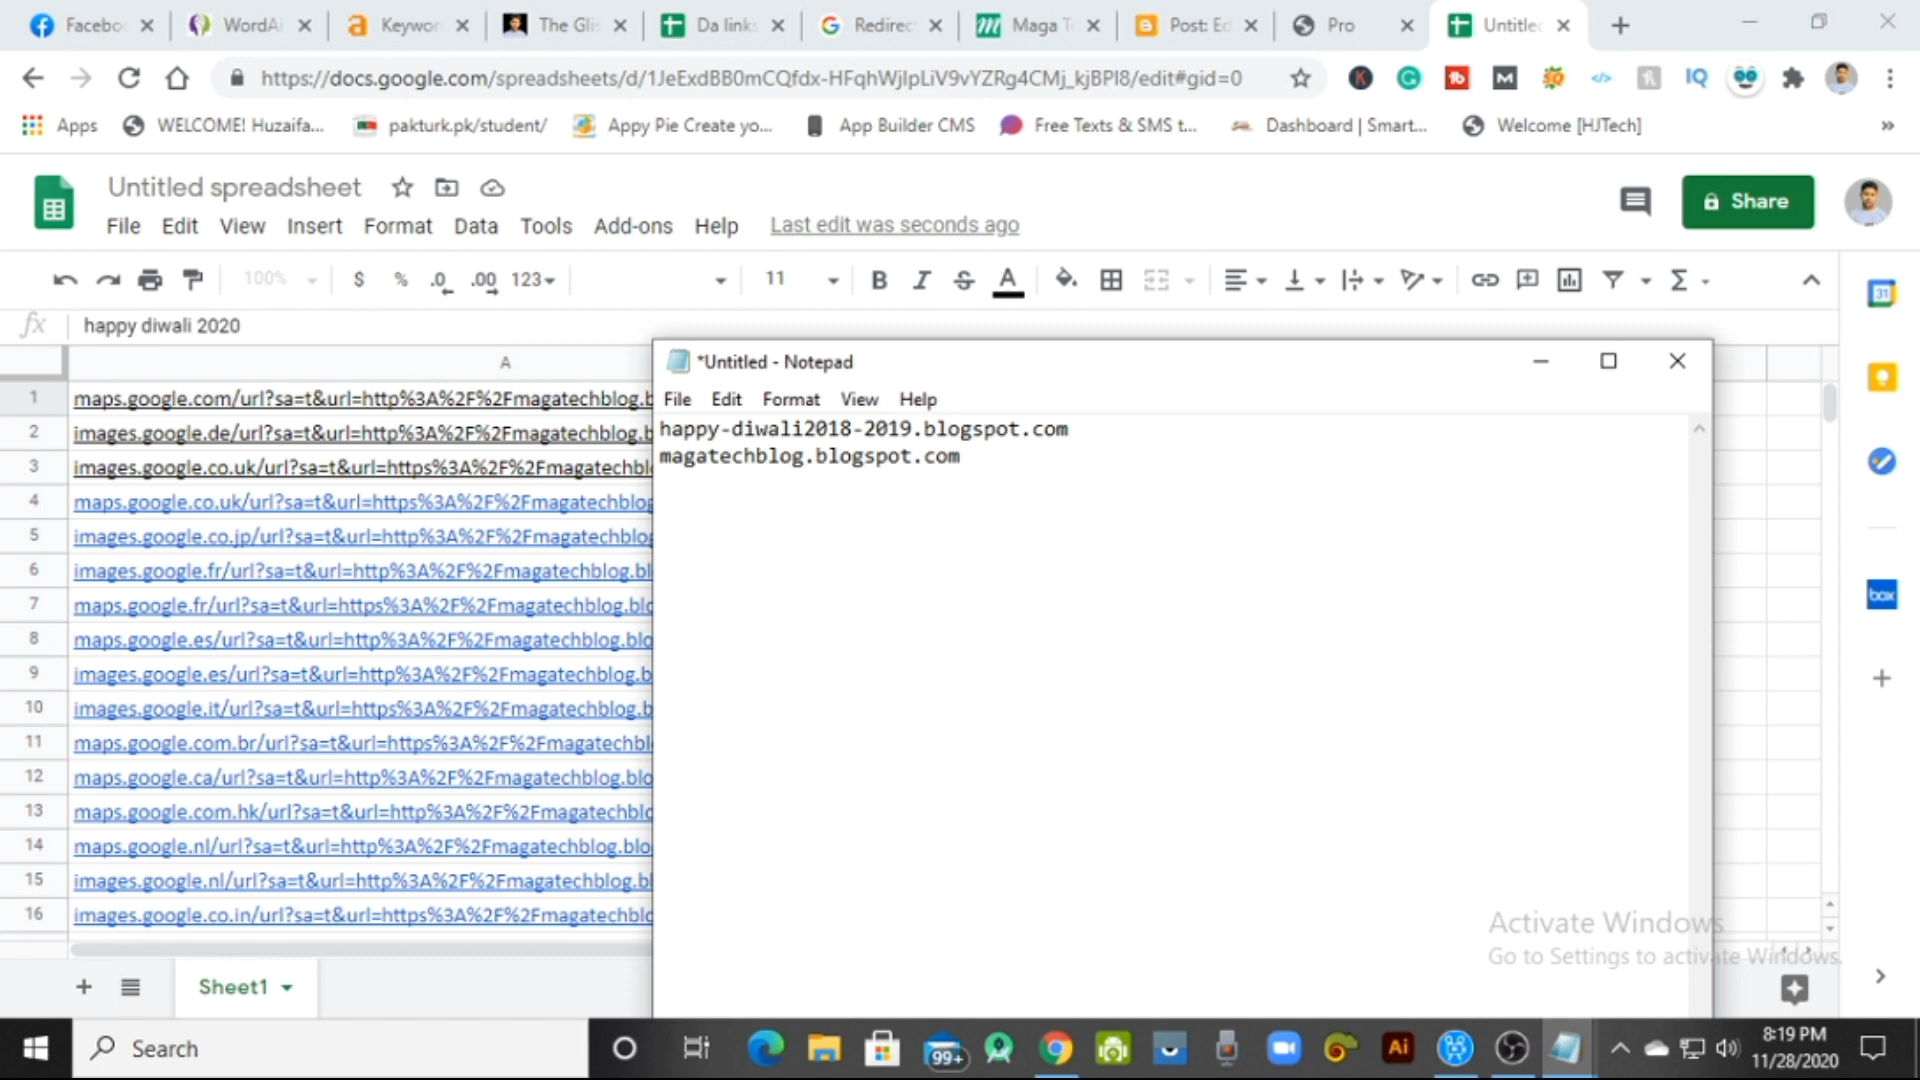 Facebo
WordAi
Keywor
The Glis
Da links
Redirec
Maga T
Post: Ed
Pro
Untitled
https://docs.google.com/spreadsheets/d/1JeExdBB0mCQfdx-HFqhWjlpLiV9vYZRg4CMj_kjBPI8/edit#gid=0
IQ
Apps
WELCOME! Huzaifa...
pakturk.pk/student/
Appy Pie Create yo...
App Builder CMS
Free Texts & SMS t...
Dashboard | Smart...
Welcome [HJTech]
»
Untitled spreadsheet
Share
File Edit View Insert Format Data Tools Add-ons Help Last edit was seconds ago
100% $ % .0 .00 123 11 B I S A Σ
31
fx happy diwali 2020
A
1 maps.google.com/url?sa=t&url=http%3A%2F%2Fmagatechblog.b
2 images.google.de/url?sa=t&url=http%3A%2F%2Fmagatechblog.b
3 images.google.co.uk/url?sa=t&url=https%3A%2F%2Fmagatechbl
4 maps.google.co.uk/url?sa=t&url=https%3A%2F%2Fmagatechblog
5 images.google.co.jp/url?sa=t&url=http%3A%2F%2Fmagatechblog
6 images.google.fr/url?sa=t&url=http%3A%2F%2Fmagatechblog.bl
7 maps.google.fr/url?sa=t&url=https%3A%2F%2Fmagatechblog.blo
8 maps.google.es/url?sa=t&url=http%3A%2F%2Fmagatechblog.blo
9 images.google.es/url?sa=t&url=http%3A%2F%2Fmagatechblog.b
10 images.google.it/url?sa=t&url=https%3A%2F%2Fmagatechblog.b
11 maps.google.com.br/url?sa=t&url=https%3A%2F%2Fmagatechbl
12 maps.google.ca/url?sa=t&url=http%3A%2F%2Fmagatechblog.blo
13 maps.google.com.hk/url?sa=t&url=http%3A%2F%2Fmagatechblo
14 maps.google.nl/url?sa=t&url=http%3A%2F%2Fmagatechblog.blo
15 images.google.nl/url?sa=t&url=http%3A%2F%2Fmagatechblog.bl
16 images.google.co.in/url?sa=t&url=https%3A%2F%2Fmagatechblo
*Untitled - Notepad
File Edit Format View Help
happy-diwali2018-2019.blogspot.com
magatechblog.blogspot.com
box
Activate Windows
Go to Settings to activate Windows.
Sheet1
Search
99+
Ai
8:19 PM
11/28/2020